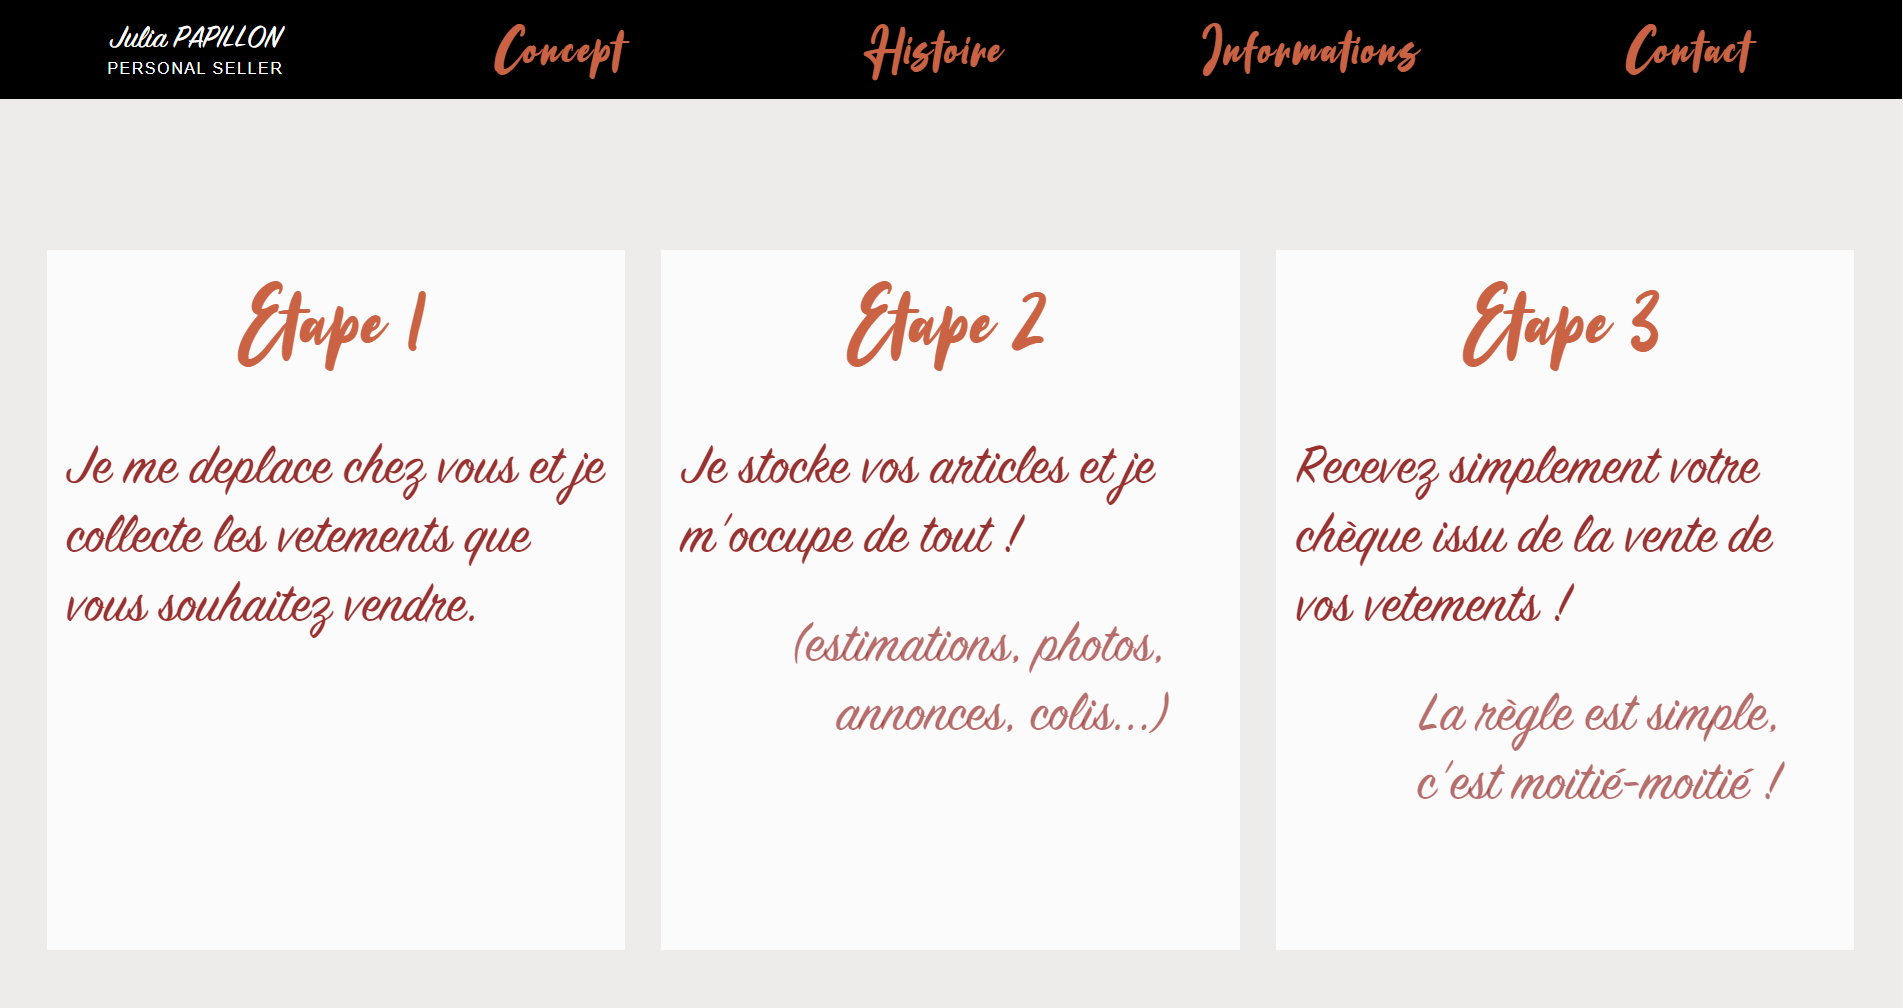 Julia PAPILLON
PERSONAL SELLER
Concept
Histoire
Informations
Contact
Etape 1
Je me deplace chez vous et je
collecte les vetements que
vous souhaitez vendre.
Etape 2
Je stocke vos articles et je
m'occupe de tout !
(estimations, photos,
annonces, colis...)
Etape 3
Recevez simplement votre
chèque issu de la vente de
vos vetements !
La règle est simple,
c'est moitié-moitié !